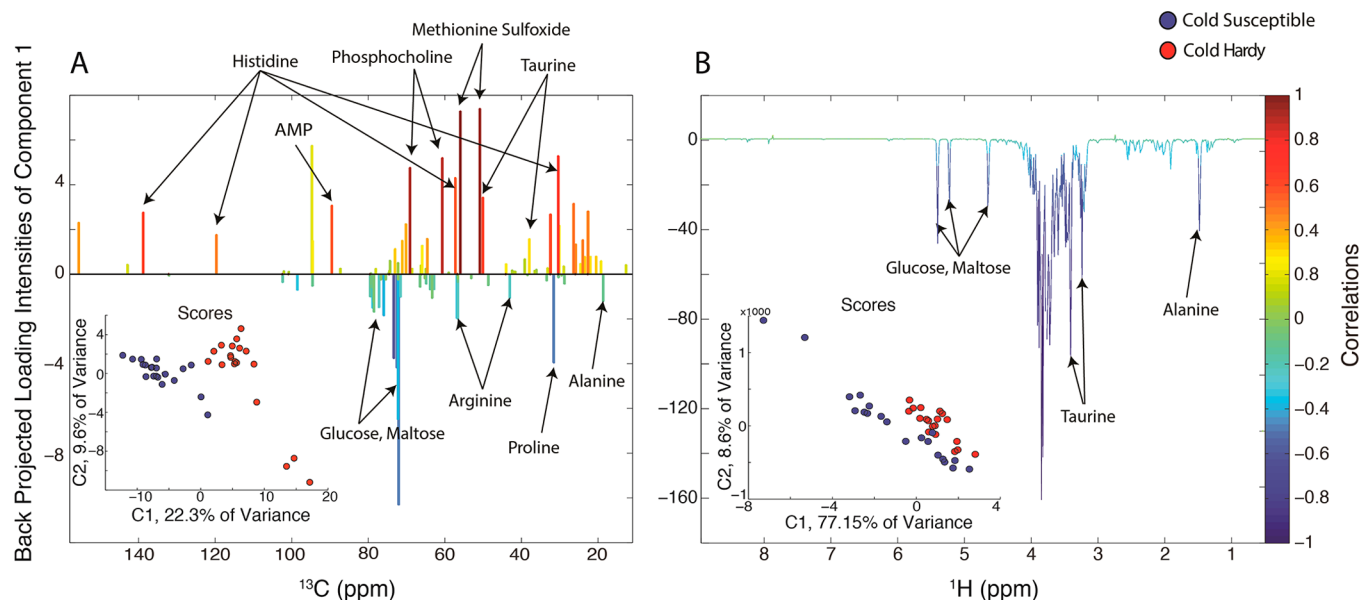 Cold Susceptible
Cold Hardy
A
B
Back Projected Loading Intensities of Component 1
Methionine Sulfoxide
Phosphocholine
Histidine
Taurine
AMP
4
0
−4
−8
Glucose, Maltose
Arginine
Proline
Alanine
Scores
4
2
0
−4
−8
C2, 9.6% of Variance
−10
0
10
20
C1, 22.3% of Variance
140
120
100
80
60
40
20
13C (ppm)
0
−40
−80
−120
−160
Glucose, Maltose
Alanine
Taurine
Scores
x1000
1
0
−1
C2, 8.6% of Variance
−8
−4
0
4
C1, 77.15% of Variance
8
7
6
5
4
3
2
1
1H (ppm)
1
0.8
0.6
0.4
0.2
0.8
−0.2
−0.4
−0.6
−0.8
−1
Correlations